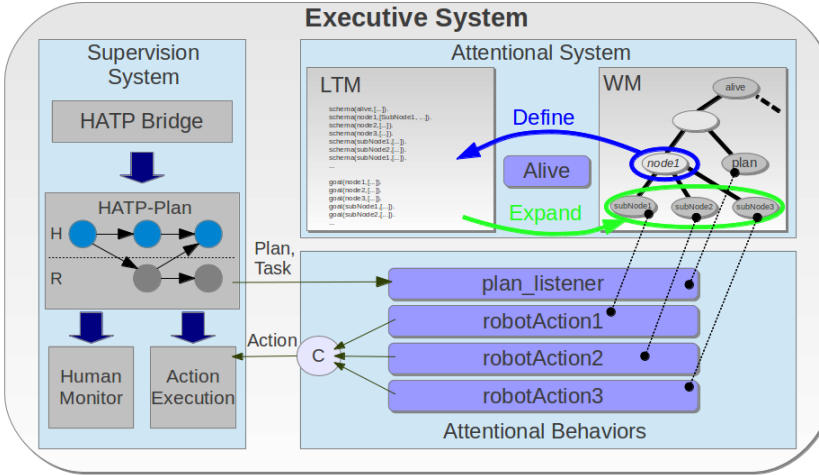 Executive System
Supervision
System
HATP Bridge
HATP-Plan
H
R
Human
Monitor
Action
Execution
Plan,
Task
Action
C
Attentional System
LTM
schema(alive,[...]).
schema(node1,[SubNode1, ...]).
schema(node2,[...]).
schema(node3,[...]).
schema(subNode1,[...]).
schema(subNode2,[...]).
schema(subNode1,[...]).
...
goal(node1,[...]).
goal(node2,[...]).
goal(node3,[...]).
goal(subNode1,[...]).
goal(subNode2,[...]).
...
Define
Alive
Expand
WM
alive
node1
plan
subNode1
subNode2
subNode3
plan_listener
robotAction1
robotAction2
robotAction3
Attentional Behaviors